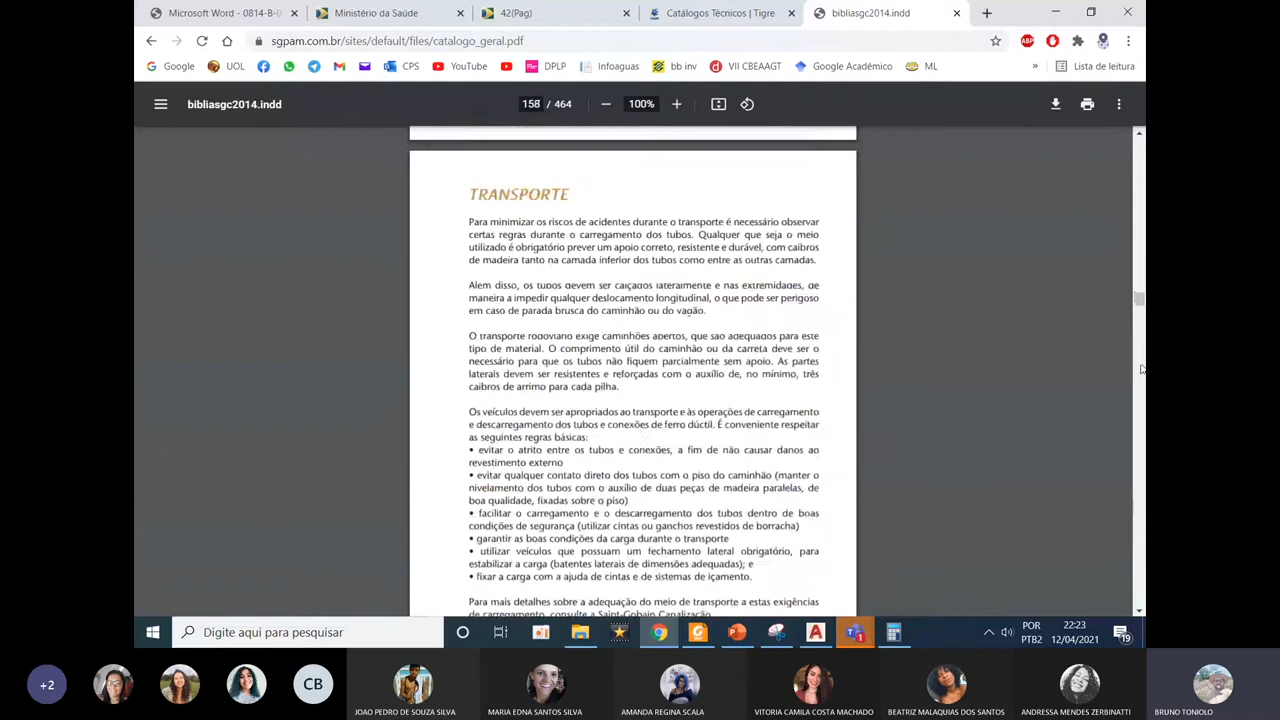 Microsoft Word - 0814-B-0
Ministério da Saúde
42(Pag)
Catálogos Técnicos | Tigre
bibliasgc2014.indd
sgpam.com.br/sites/default/files/catalogo_geral.pdf
ABP
Google
UOL
CPS
YouTube
DPLP
Infoaguas
bb inv
VII CBEAAGT
Google Acadêmico
ML
»
Lista de leitura
bibliasgc2014.indd
158 / 464
100%
TRANSPORTE
Para minimizar os riscos de acidentes durante o transporte é necessário observar
certas regras durante o carregamento dos tubos. Qualquer que seja o meio
utilizado é obrigatório prever um apoio correto, resistente e durável, com caibros
de madeira tanto na camada inferior dos tubos como entre as outras camadas.
Além disso, os tubos devem ser calçados lateralmente e nas extremidades, de
maneira a impedir qualquer deslocamento longitudinal, o que pode ser perigoso
em caso de parada brusca do caminhão ou do vagão.
O transporte rodoviário exige caminhões abertos, que são adequados para este
tipo de material. O comprimento útil do caminhão ou da carreta deve ser o
necessário para que os tubos não fiquem parcialmente sem apoio. As partes
laterais devem ser resistentes e reforçadas com o auxílio de, no mínimo, três
caibros de arrimo para cada pilha.
Os veículos devem ser apropriados ao transporte e às operações de carregamento
e descarregamento dos tubos e conexões de ferro dúctil. É conveniente respeitar
as seguintes regras básicas:
• evitar o atrito entre os tubos e conexões, a fim de não causar danos ao
revestimento externo
• evitar qualquer contato direto dos tubos com o piso do caminhão (manter o
nivelamento dos tubos com o auxílio de duas peças de madeira paralelas, de
boa qualidade, fixadas sobre o piso)
• facilitar o carregamento e o descarregamento dos tubos dentro de boas
condições de segurança (utilizar cintas ou ganchos revestidos de borracha)
• garantir as boas condições da carga durante o transporte
• utilizar veículos que possuam um fechamento lateral obrigatório, para
estabilizar a carga (batentes laterais de dimensões adequadas); e
• fixar a carga com a ajuda de cintas e de sistemas de içamento.
Para mais detalhes sobre a adequação do meio de transporte a estas exigências
de carregamento, consulte a Saint-Gobain Canalização.
Digite aqui para pesquisar
POR
PTB2
22:23
12/04/2021
19
+2
CB
JOAO PEDRO DE SOUZA SILVA
MARIA EDNA SANTOS SILVA
AMANDA REGINA SCALA
VITORIA CAMILA COSTA MACHADO
BEATRIZ MALAQUIAS DOS SANTOS
ANDRESSA MENDES ZERBINATTI
BRUNO TONIOLO